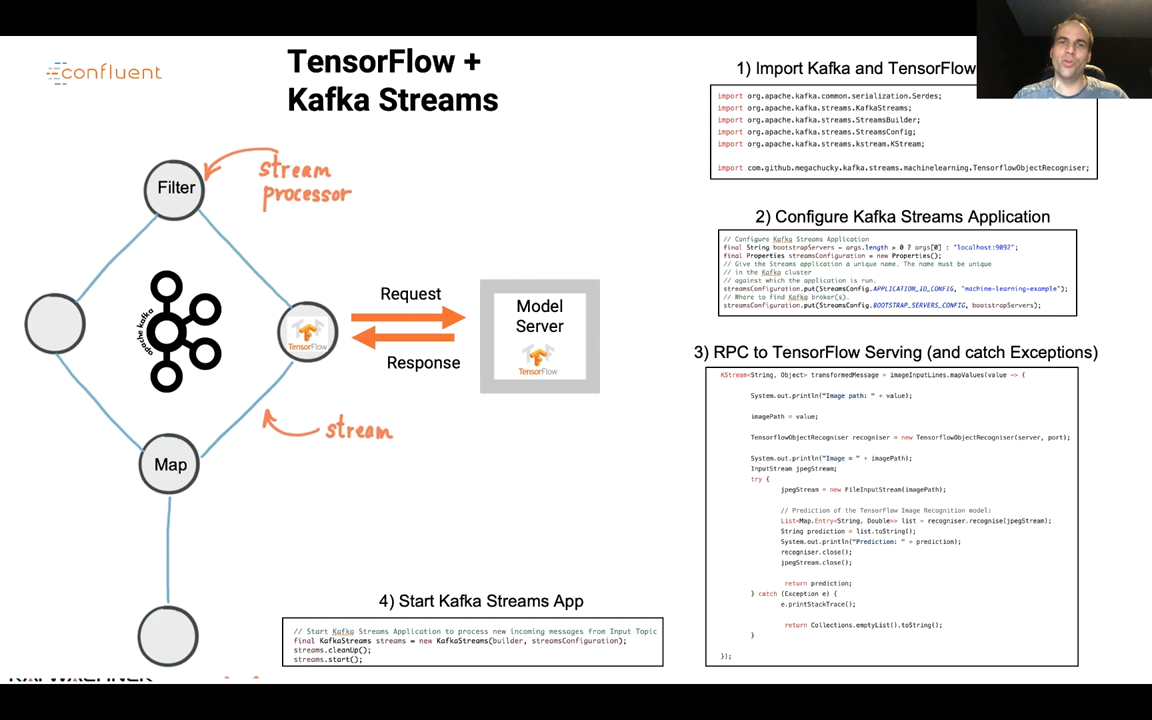 confluent
TensorFlow +
Kafka Streams
Filter
stream
processor
apache kafka
TensorFlow
Request
Response
Model
Server
TensorFlow
stream
Map
1) Import Kafka and TensorFlow
import org.apache.kafka.common.serialization.Serdes;
import org.apache.kafka.streams.KafkaStreams;
import org.apache.kafka.streams.StreamsBuilder;
import org.apache.kafka.streams.StreamsConfig;
import org.apache.kafka.streams.kstream.KStream;
import com.github.megachucky.kafka.streams.machinelearning.TensorflowObjectRecogniser;
2) Configure Kafka Streams Application
// Configure Kafka Streams Application
final String bootstrapServers = args.length > 0 ? args[0] : "localhost:9092";
final Properties streamsConfiguration = new Properties();
// Give the Streams application a unique name. The name must be unique
// in the Kafka cluster
// against which the application is run.
streamsConfiguration.put(StreamsConfig.APPLICATION_ID_CONFIG, "machine-learning-example");
// Where to find Kafka broker(s).
streamsConfiguration.put(StreamsConfig.BOOTSTRAP_SERVERS_CONFIG, bootstrapServers);
3) RPC to TensorFlow Serving (and catch Exceptions)
KStream<String, Object> transformedMessage = imageInputLines.mapValues(value -> {
System.out.println("Image path: " + value);
imagePath = value;
TensorflowObjectRecogniser recogniser = new TensorflowObjectRecogniser(server, port);
System.out.println("Image = " + imagePath);
InputStream jpegStream;
try {
jpegStream = new FileInputStream(imagePath);
// Prediction of the TensorFlow Image Recognition model:
List<Map.Entry<String, Double>> list = recogniser.recognise(jpegStream);
String prediction = list.toString();
System.out.println("Prediction: " + prediction);
recogniser.close();
jpegStream.close();
return prediction;
} catch (Exception e) {
e.printStackTrace();
return Collections.emptyList().toString();
}
});
4) Start Kafka Streams App
// Start Kafka Streams Application to process new incoming messages from Input Topic
final KafkaStreams streams = new KafkaStreams(builder, streamsConfiguration);
streams.cleanUp();
streams.start();